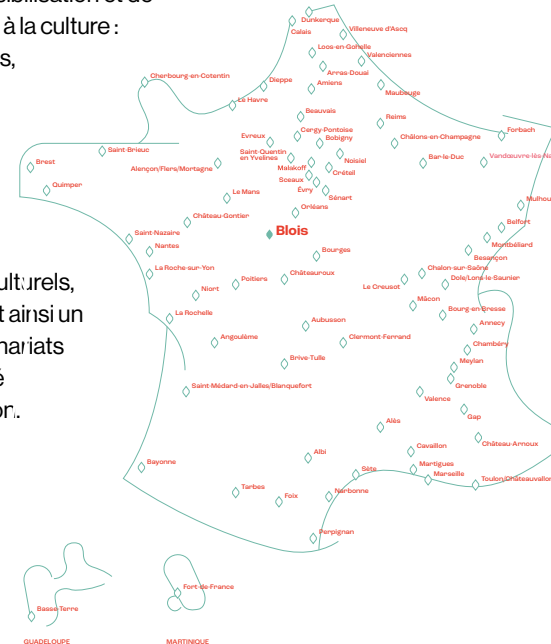 à la culture :
Dunkerque
Calais
Villeneuve d'Ascq
Loos-en-Gohelle
Valenciennes
Arras-Douai
Cherbourg-en-Cotentin
Dieppe
Amiens
Maubeuge
Le Havre
Beauvais
Reims
Cergy-Pontoise
Evreux
Bobigny
Châlons-en-Champagne
Forbach
Saint-Brieuc
Saint-Quentin
en Yvelines
Noisiel
Bar-le-Duc
Vandœuvre-lès-Na
Brest
Alençon/Flers/Mortagne
Malakoff
Créteil
Sceaux
Quimper
Évry
Sénart
Le Mans
Mulhou
Orléans
Château-Gontier
Belfort
Saint-Nazaire
Blois
Montbéliard
Nantes
Bourges
Besançon
La Roche-sur-Yon
Chalon-sur-Saône
Poitiers
Châteauroux
Le Creusot
Dole/Lons-le-Saunier
ulturels,
Niort
Mâcon
t ainsi un
La Rochelle
Bourg-en-Bresse
Aubusson
Annecy
nariats
Angoulême
Clermont-Ferrand
Chambéry
Brive-Tulle
Meylan
é
Saint-Médard-en-Jalles/Blanquefort
Grenoble
Valence
on.
Gap
Alès
Château-Arnoux
Albi
Cavaillon
Bayonne
Sète
Martigues
Marseille
Toulon/Châteauvallon
Tarbes
Foix
Narbonne
Perpignan
Basse-Terre
Fort-de-France
GUADELOUPE
MARTINIQUE